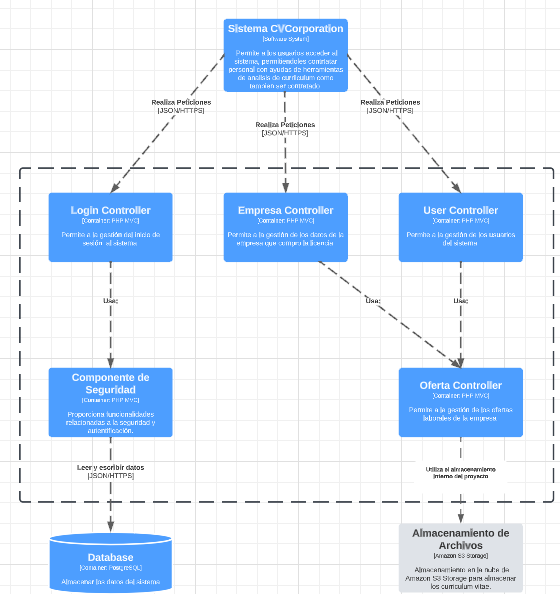 Sistema CVCorporation
[Software System]
Permite a los usuarios acceder al
sistema, permitiendoles contratar
personal con ayudas de herramientas
de analisis de curriculum como
tambien ser contratado
Realiza Peticiones
[JSON/HTTPS]
Realiza Peticiones
[JSON/HTTPS]
Realiza Peticiones
[JSON/HTTPS]
Login Controller
[Container: PHP MVC]
Permite a la gestión del inicio de
sesión al sistema
Empresa Controller
[Container: PHP MVC]
Permite a la gestión de los datos de la
empresa que compro la licencia
User Controller
[Container: PHP MVC]
Permite a la gestión de los usuarios
del sistema
Usa;
Usa;
Usa;
Componente de
Seguridad
[Container: PHP MVC]
Proporciona funcionalidades
relacionadas a la seguridad y
autentificación.
Oferta Controller
[Container: PHP MVC]
Permite a la gestión de los ofertas
laborales de la empresa
Leer y escribir datos
[JSON/HTTPS]
Utiliza el almacenamiento
interno del proyacto
Database
[Container: PostgreSQL]
Almacenar los datos del sistema
Almacenamiento de
Archivos
[Amazon S3 Storage]
Almacenamiento en la nube de
Amazon S3 Storage para almacenar
los curriculum vitae.